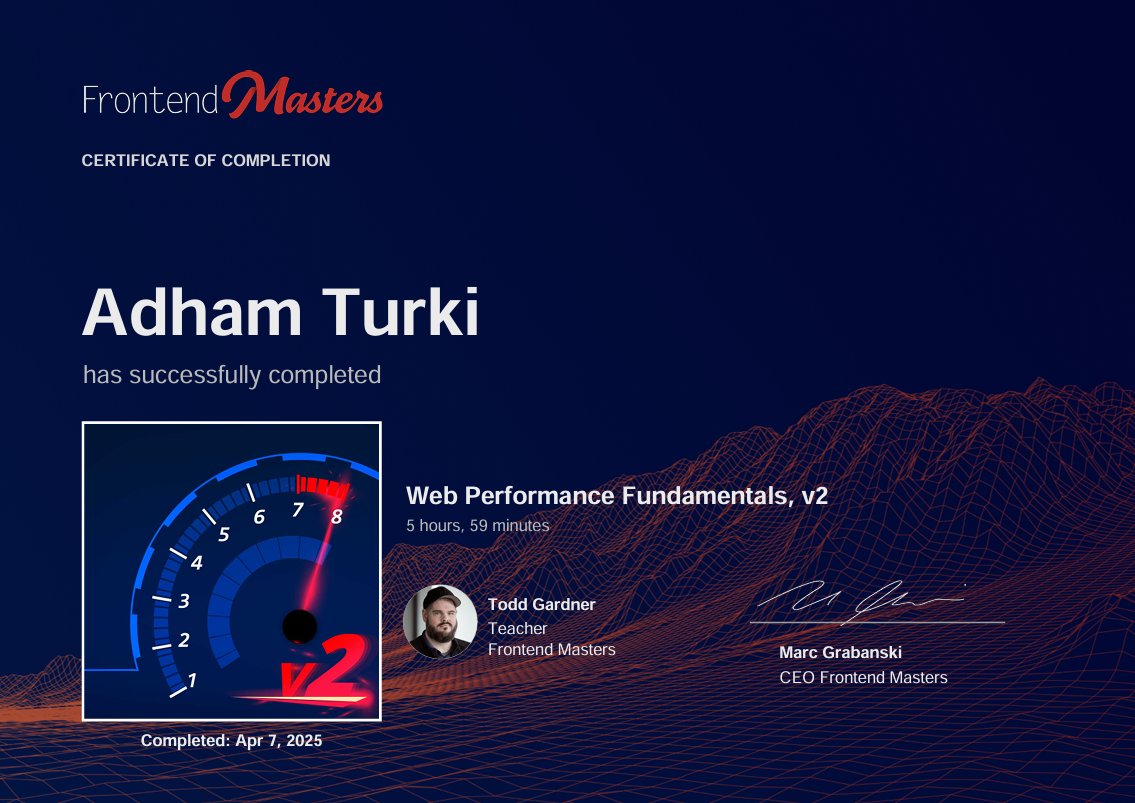 Frontend Masters
CERTIFICATE OF COMPLETION
Adham Turki
has successfully completed
1
2
3
4
5
6
7
8
v2
Web Performance Fundamentals, v2
5 hours, 59 minutes
Todd Gardner
Teacher
Frontend Masters
Marc Grabanski
CEO Frontend Masters
Completed: Apr 7, 2025